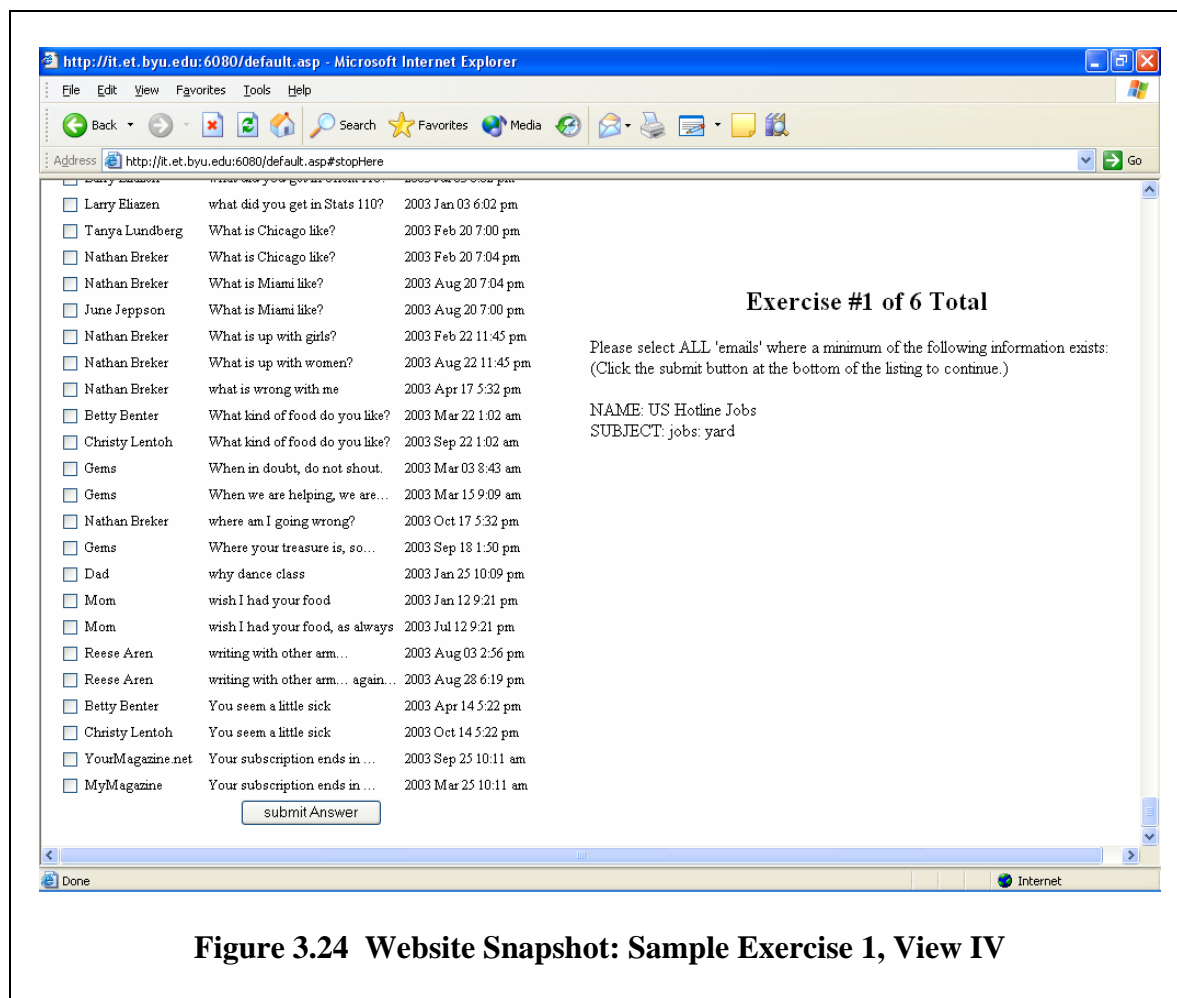 http://it.et.byu.edu:6080/default.asp - Microsoft Internet Explorer
File Edit View Favorites Tools Help
Back Search Favorites Media
Address http://it.et.byu.edu:6080/default.asp#stopHere Go
Larry Eliazen what did you get in Stats 110? 2003 Jan 03 6:02 pm
Tanya Lundberg What is Chicago like? 2003 Feb 20 7:00 pm
Nathan Breker What is Chicago like? 2003 Feb 20 7:04 pm
Nathan Breker What is Miami like? 2003 Aug 20 7:04 pm
June Jeppson What is Miami like? 2003 Aug 20 7:00 pm
Nathan Breker What is up with girls? 2003 Feb 22 11:45 pm
Nathan Breker What is up with women? 2003 Aug 22 11:45 pm
Nathan Breker what is wrong with me 2003 Apr 17 5:32 pm
Betty Benter What kind of food do you like? 2003 Mar 22 1:02 am
Christy Lentoh What kind of food do you like? 2003 Sep 22 1:02 am
Gems When in doubt, do not shout. 2003 Mar 03 8:43 am
Gems When we are helping, we are... 2003 Mar 15 9:09 am
Nathan Breker where am I going wrong? 2003 Oct 17 5:32 pm
Gems Where your treasure is, so... 2003 Sep 18 1:50 pm
Dad why dance class 2003 Jan 25 10:09 pm
Mom wish I had your food 2003 Jan 12 9:21 pm
Mom wish I had your food, as always 2003 Jul 12 9:21 pm
Reese Aren writing with other arm... 2003 Aug 03 2:56 pm
Reese Aren writing with other arm... again... 2003 Aug 28 6:19 pm
Betty Benter You seem a little sick 2003 Apr 14 5:22 pm
Christy Lentoh You seem a little sick 2003 Oct 14 5:22 pm
YourMagazine.net Your subscription ends in ... 2003 Sep 25 10:11 am
MyMagazine Your subscription ends in ... 2003 Mar 25 10:11 am
submit Answer
Exercise #1 of 6 Total
Please select ALL 'emails' where a minimum of the following information exists:
(Click the submit button at the bottom of the listing to continue.)
NAME: US Hotline Jobs
SUBJECT: jobs: yard
Done Internet
Figure 3.24 Website Snapshot: Sample Exercise 1, View IV